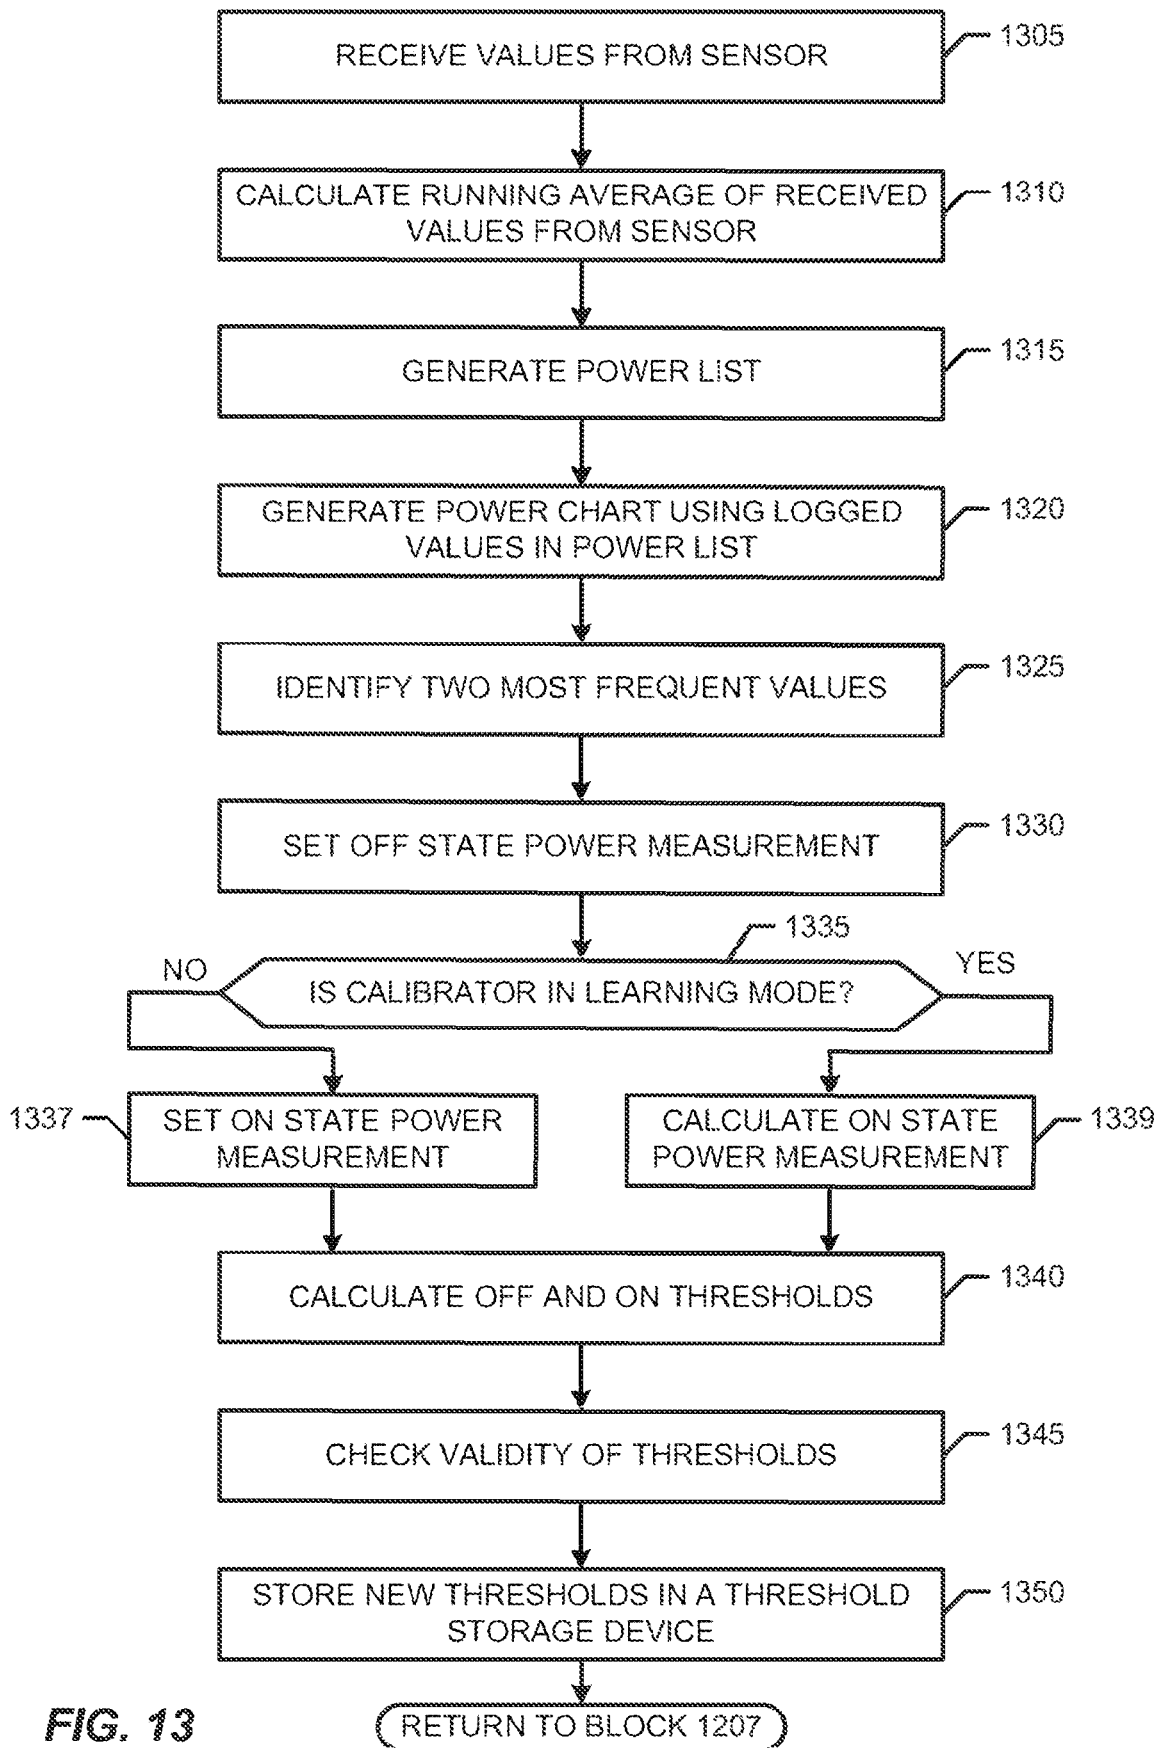 RECEIVE VALUES FROM SENSOR
1305
CALCULATE RUNNING AVERAGE OF RECEIVED
VALUES FROM SENSOR
1310
GENERATE POWER LIST
1315
GENERATE POWER CHART USING LOGGED
VALUES IN POWER LIST
1320
IDENTIFY TWO MOST FREQUENT VALUES
1325
SET OFF STATE POWER MEASUREMENT
1330
1335
NO
IS CALIBRATOR IN LEARNING MODE?
YES
1337
SET ON STATE POWER
MEASUREMENT
CALCULATE ON STATE
POWER MEASUREMENT
1339
CALCULATE OFF AND ON THRESHOLDS
1340
CHECK VALIDITY OF THRESHOLDS
1345
STORE NEW THRESHOLDS IN A THRESHOLD
STORAGE DEVICE
1350
FIG. 13
RETURN TO BLOCK 1207